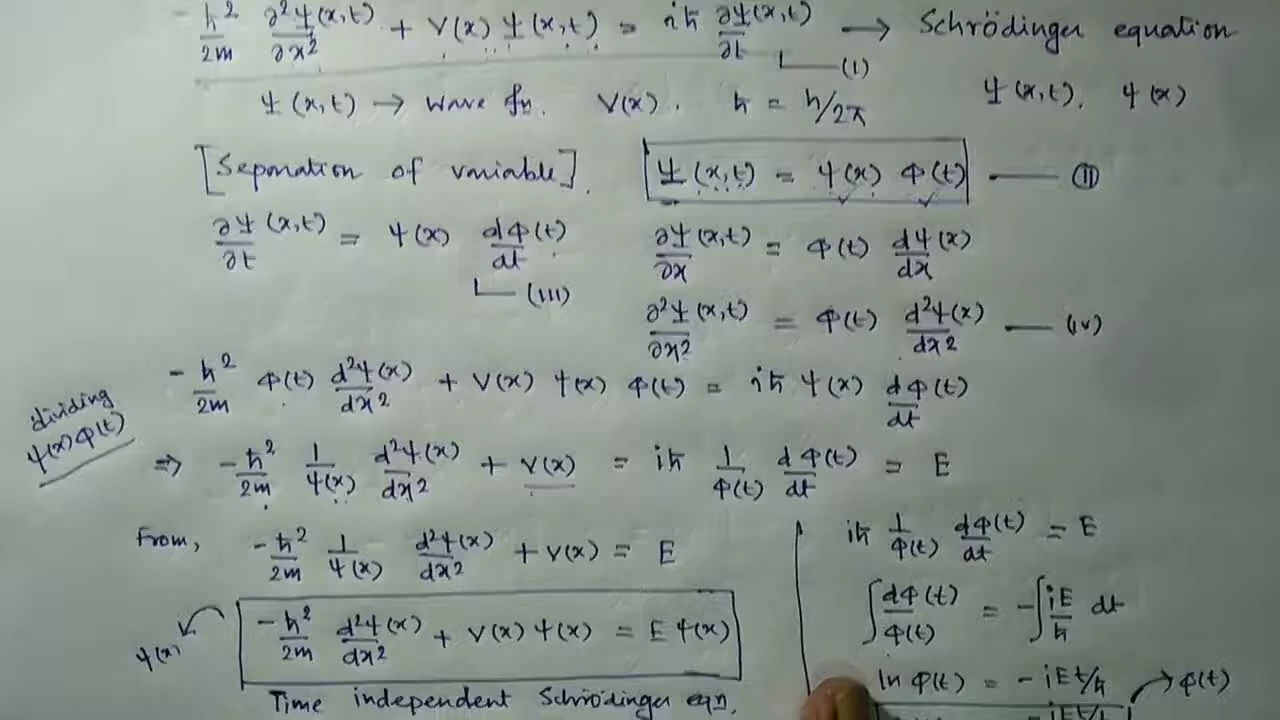 -ħ²/2m ∂²Ψ(x,t)/∂x² + V(x) Ψ(x,t) = iħ ∂Ψ(x,t)/∂t → Schrödinger equation
(1)
Ψ(x,t) → Wave fn. V(x). ħ = h/2π Ψ(x,t). ψ(x)
[Separation of variable]. Ψ(x,t) = ψ(x) Φ(t) — (II)
∂Ψ(x,t)/∂t = ψ(x) dΦ(t)/dt
(III)
∂Ψ(x,t)/∂x = Φ(t) dψ(x)/dx
∂²Ψ(x,t)/∂x² = Φ(t) d²ψ(x)/dx² — (IV)
-ħ²/2m Φ(t) d²ψ(x)/dx² + V(x) ψ(x) Φ(t) = iħ ψ(x) dΦ(t)/dt
dividing
ψ(x)Φ(t)
⇒ -ħ²/2m 1/ψ(x) d²ψ(x)/dx² + V(x) = iħ 1/Φ(t) dΦ(t)/dt = E
From, -ħ²/2m 1/ψ(x) d²ψ(x)/dx² + V(x) = E
ψ(x) -ħ²/2m d²ψ(x)/dx² + V(x) ψ(x) = E ψ(x)
Time independent Schrödinger eqn.
iħ 1/Φ(t) dΦ(t)/dt = E
∫dΦ(t)/Φ(t) = -∫iE/ħ dt
ln Φ(t) = -iEt/ħ → Φ(t)